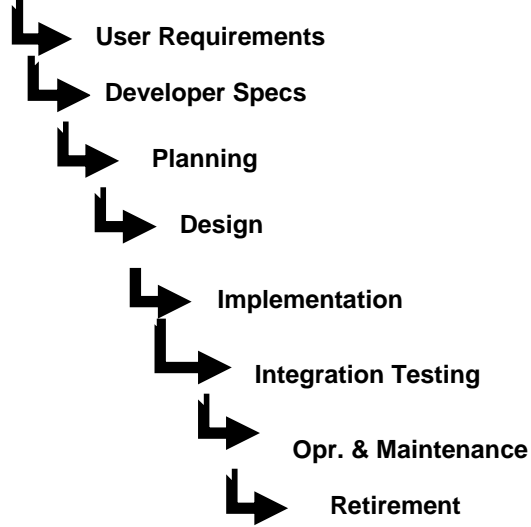 User Requirements
Developer Specs
Planning
Design
Implementation
Integration Testing
Opr. & Maintenance
Retirement